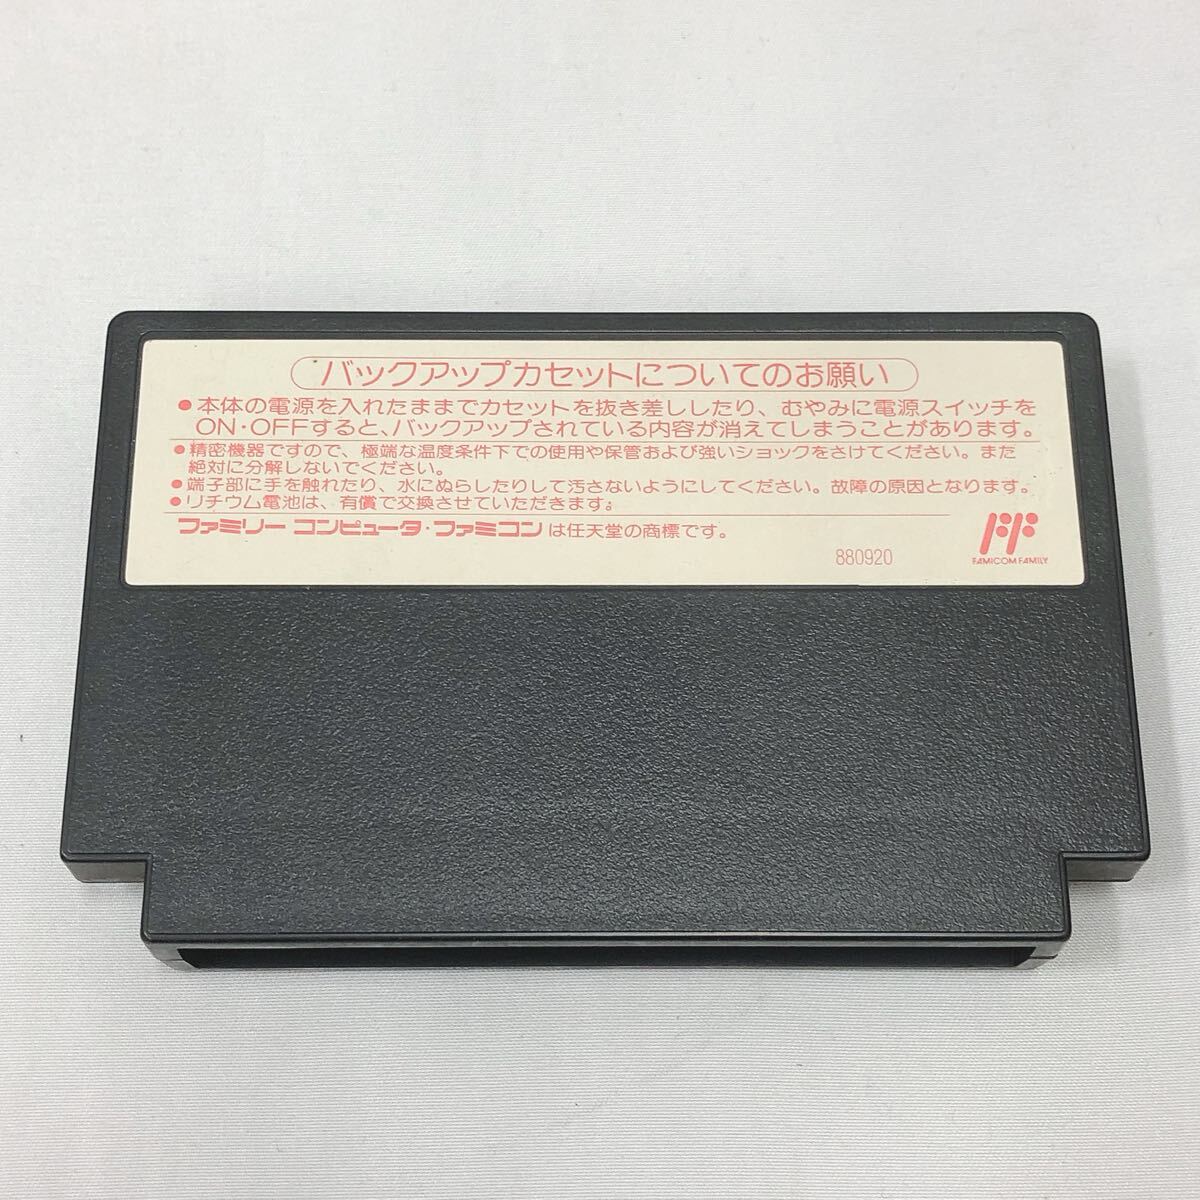 バックアップカセットについてのお願い
●本体の電源を入れたままでカセットを抜き差ししたり、むやみに電源スイッチを
ON・OFFすると、バックアップされている内容が消えてしまうことがあります。
●精密機器ですので、極端な温度条件下での使用や保管および強いショックをさけてください。また
絶対に分解しないでください。
●端子部に手を触れたり、水にぬらしたりして汚さないようにしてください。故障の原因となります。
●リチウム電池は、有償で交換させていただきます。
ファミリーコンピュータ・ファミコンは任天堂の商標です。
880920
FAMICOM FAMILY